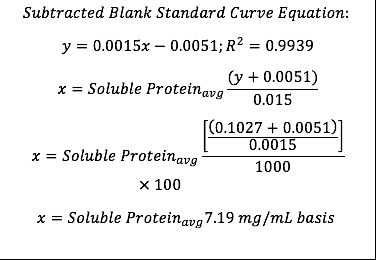 Subtracted Blank Standard Curve Equation:
y = 0.0015x − 0.0051; R² = 0.9939
x = Soluble Protein_avg (y + 0.0051) / 0.015
x = Soluble Protein_avg [(0.1027 + 0.0051) / 0.0015] / 1000
× 100
x = Soluble Protein_avg 7.19 mg/mL basis